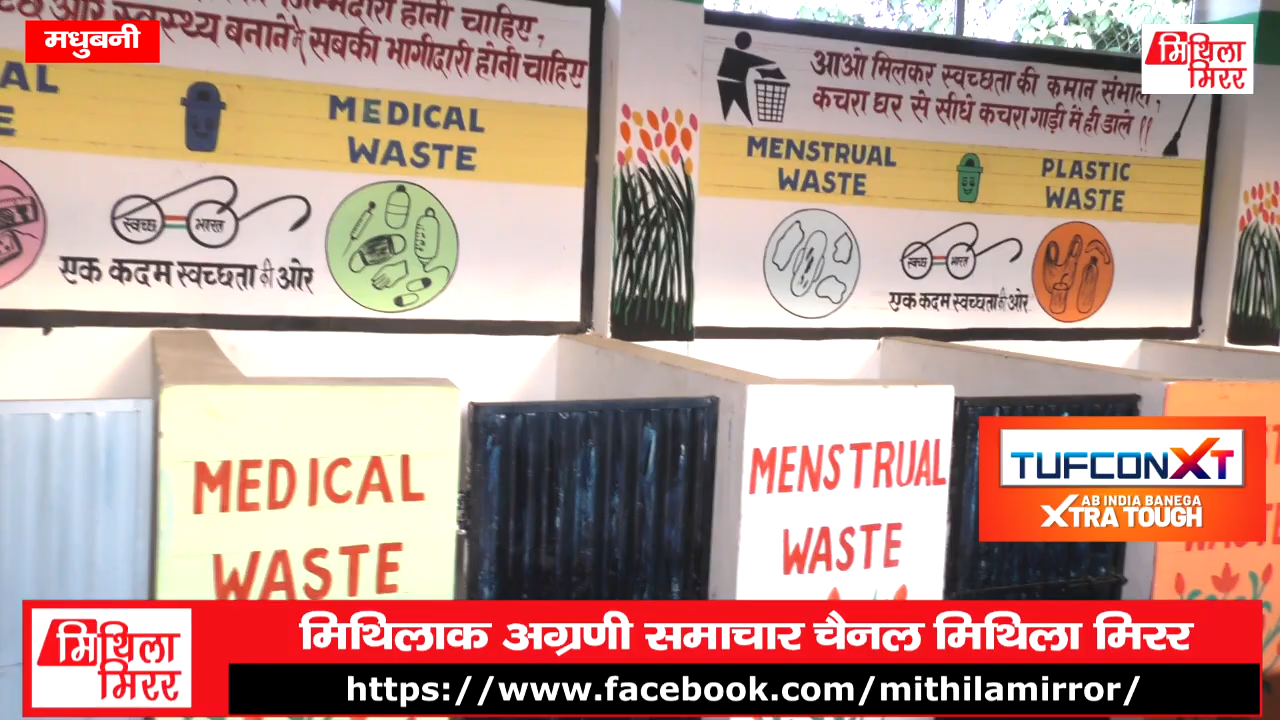 मधुबनी
मिथिला
मिरर
जिम्मेदारी होनी चाहिए,
स्वस्थ्य बनाने में सबकी भागीदारी होनी चाहिए
MEDICAL
WASTE
स्वच्छ भारत
एक कदम स्वच्छता की ओर
आओ मिलकर स्वच्छता की कमान संभाले,
कचरा घर से सीधे कचरा गाड़ी में ही डाले !!
MENSTRUAL
WASTE
PLASTIC
WASTE
स्वच्छ भारत
एक कदम स्वच्छता की ओर
MEDICAL
WASTE
MENSTRUAL
WASTE
TUFCONXT
AB INDIA BANEGA
XTRA TOUGH
मिथिला
मिरर
मिथिलाक अग्रणी समाचार चैनल मिथिला मिरर
https://www.facebook.com/mithilamirror/